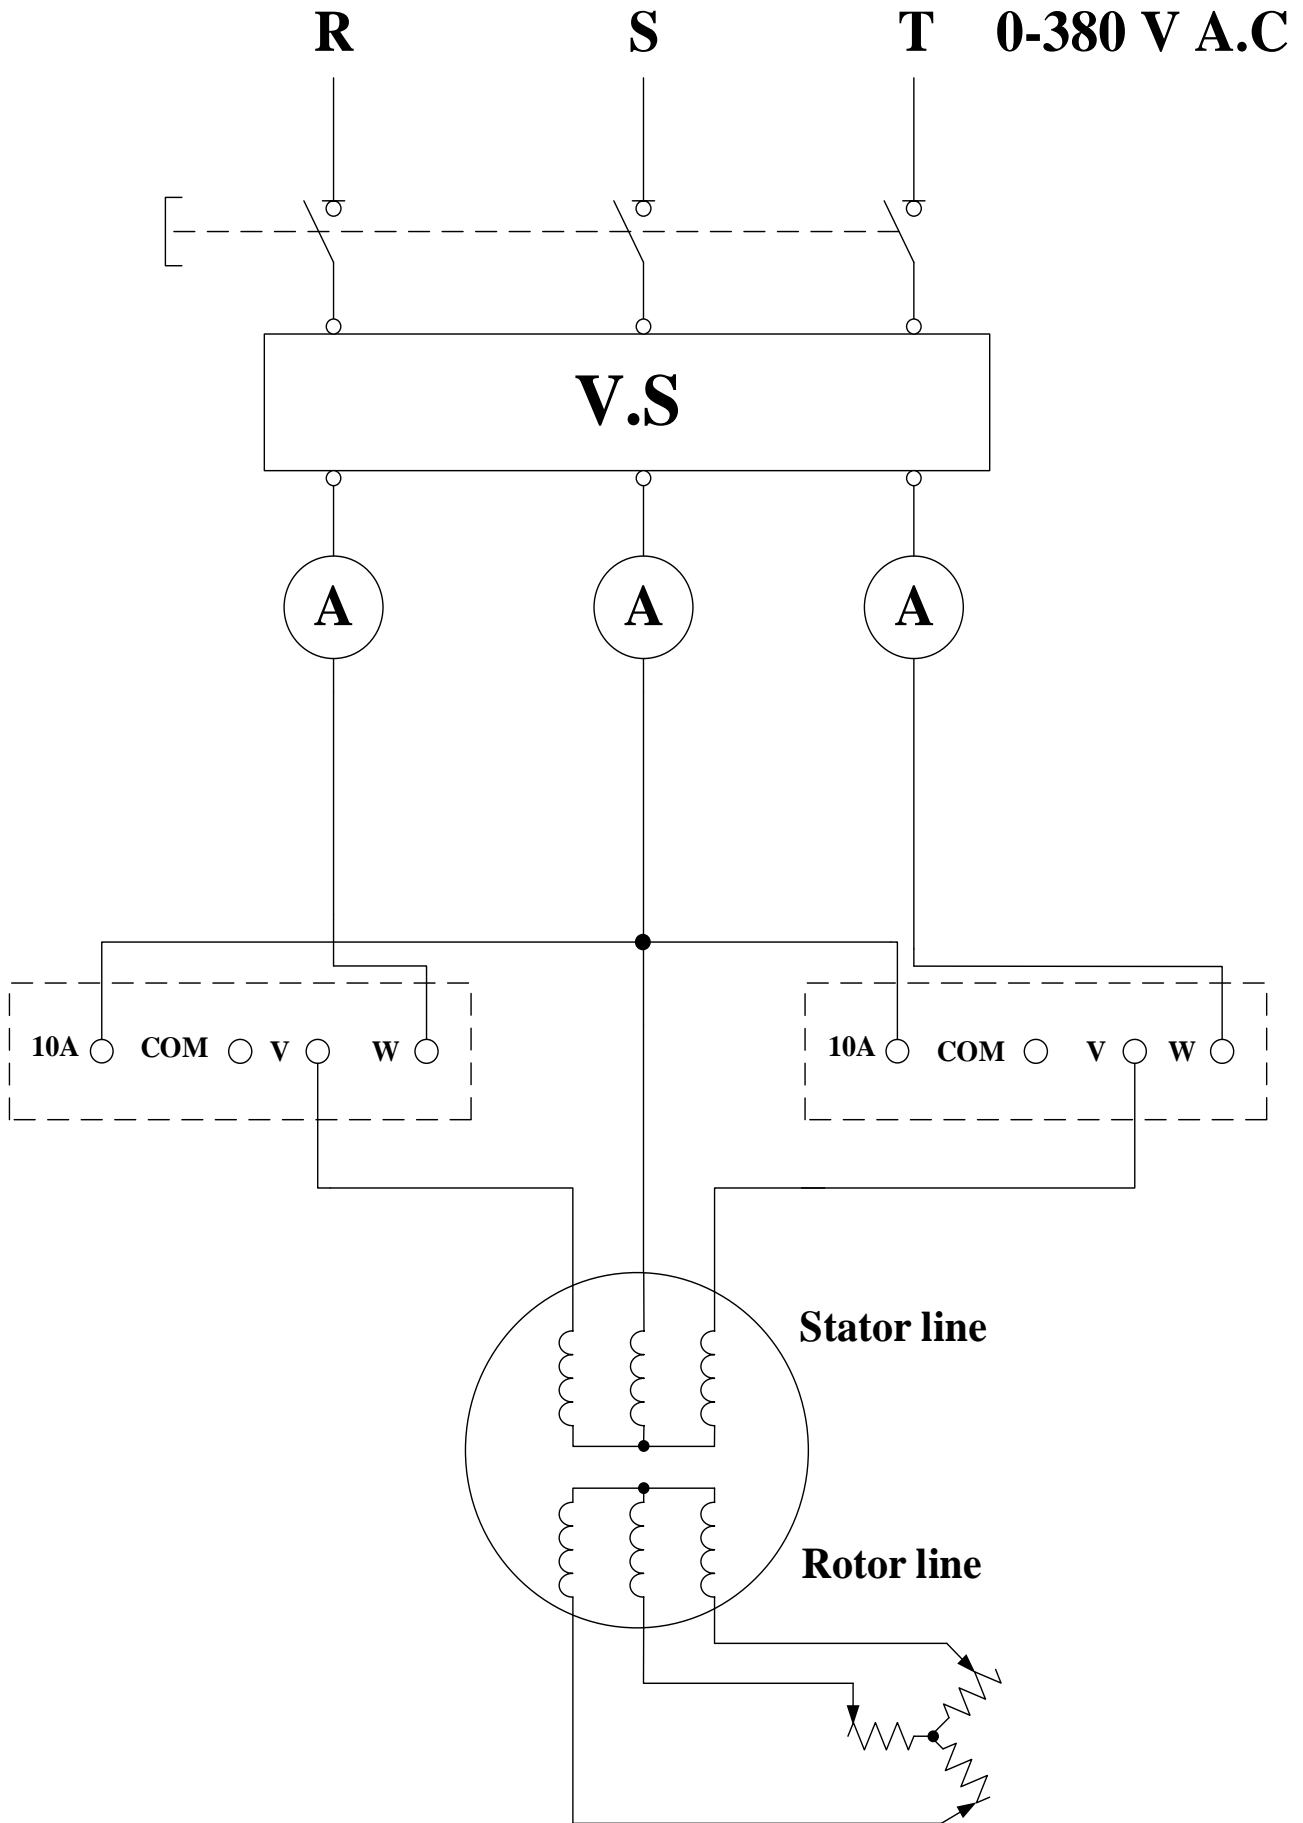 R S T 0-380 V A.C
V.S
A A A
10A COM V W 10A COM V W
Stator line
Rotor line